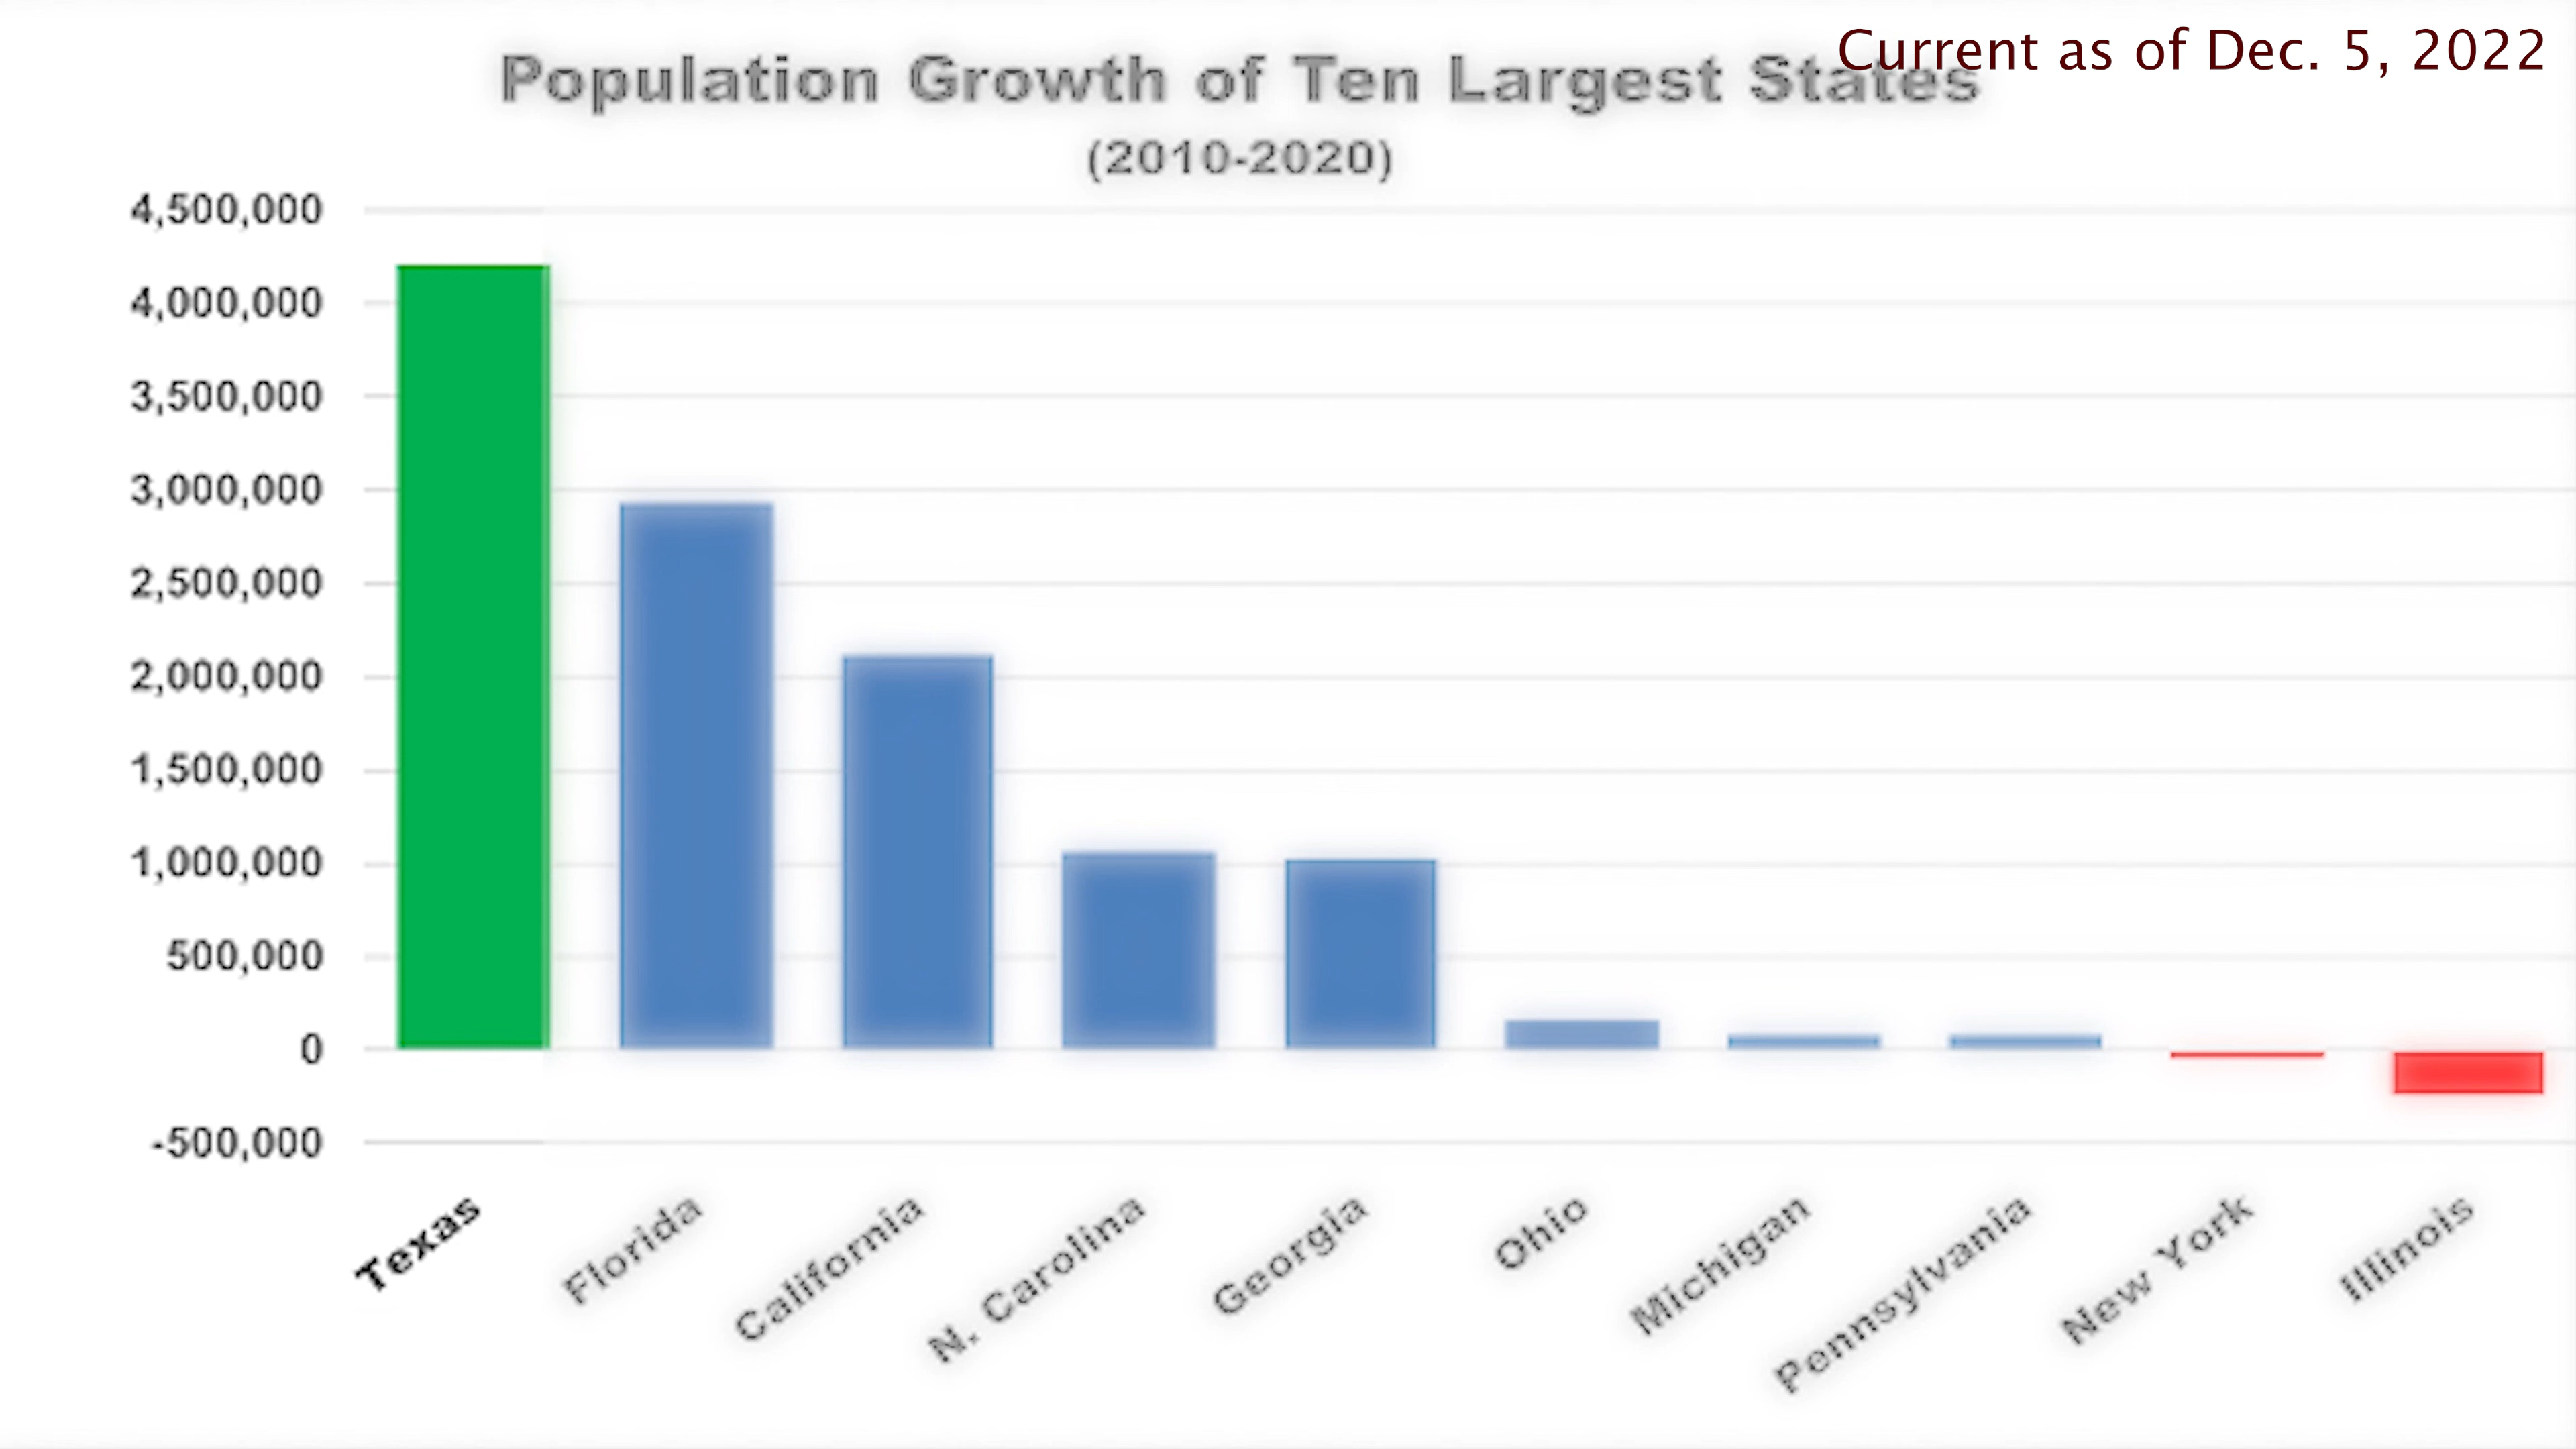 Current as of Dec. 5, 2022
Population Growth of Ten Largest States
(2010-2020)
4,500,000
4,000,000
3,500,000
3,000,000
2,500,000
2,000,000
1,500,000
1,000,000
500,000
0
-500,000
Texas
Florida
California
N. Carolina
Georgia
Ohio
Michigan
Pennsylvania
New York
Illinois